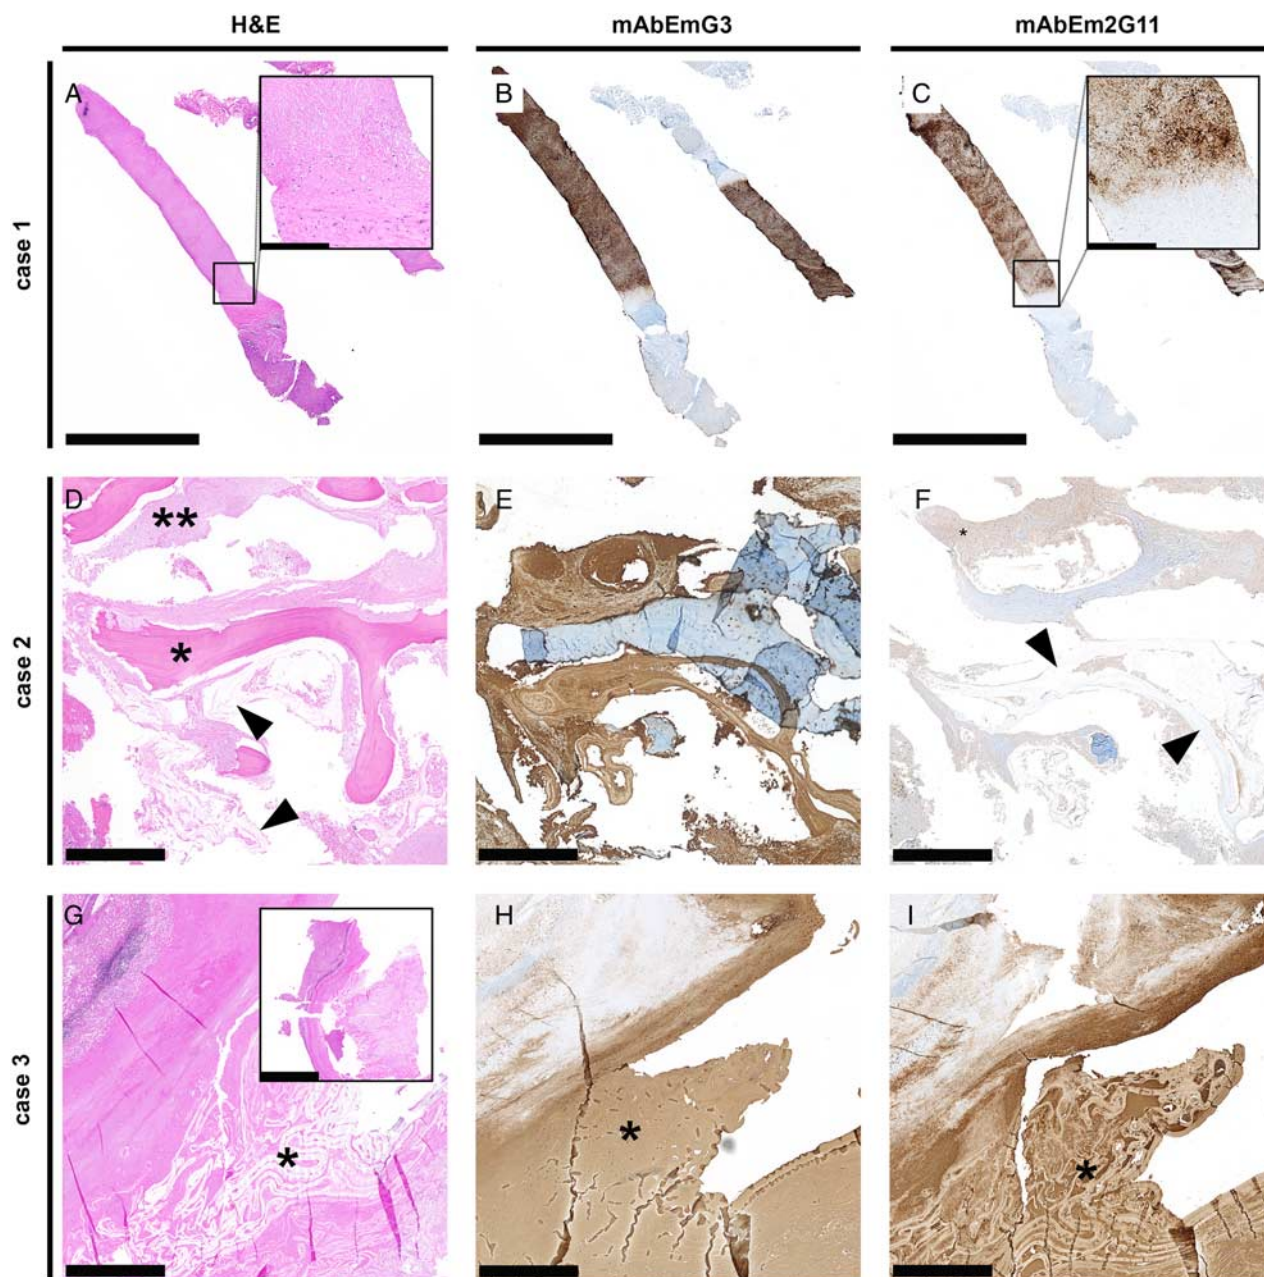 H&E mAbEmG3 mAbEm2G11
case 1
A B C
case 2
D E F
** * *
case 3
G H I
* * *